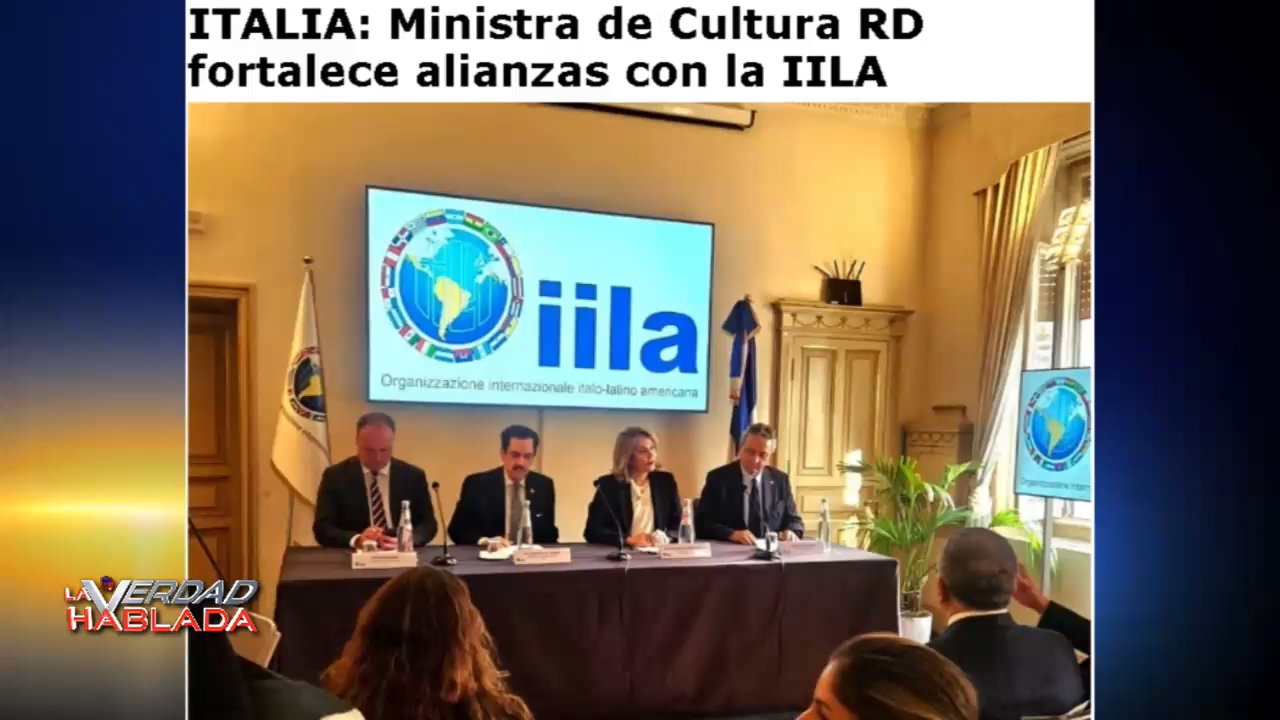 ITALIA: Ministra de Cultura RD
fortalece alianzas con la IILA
iila
Organizzazione internazionale italo-latino americana
LA VERDAD
HABLADA